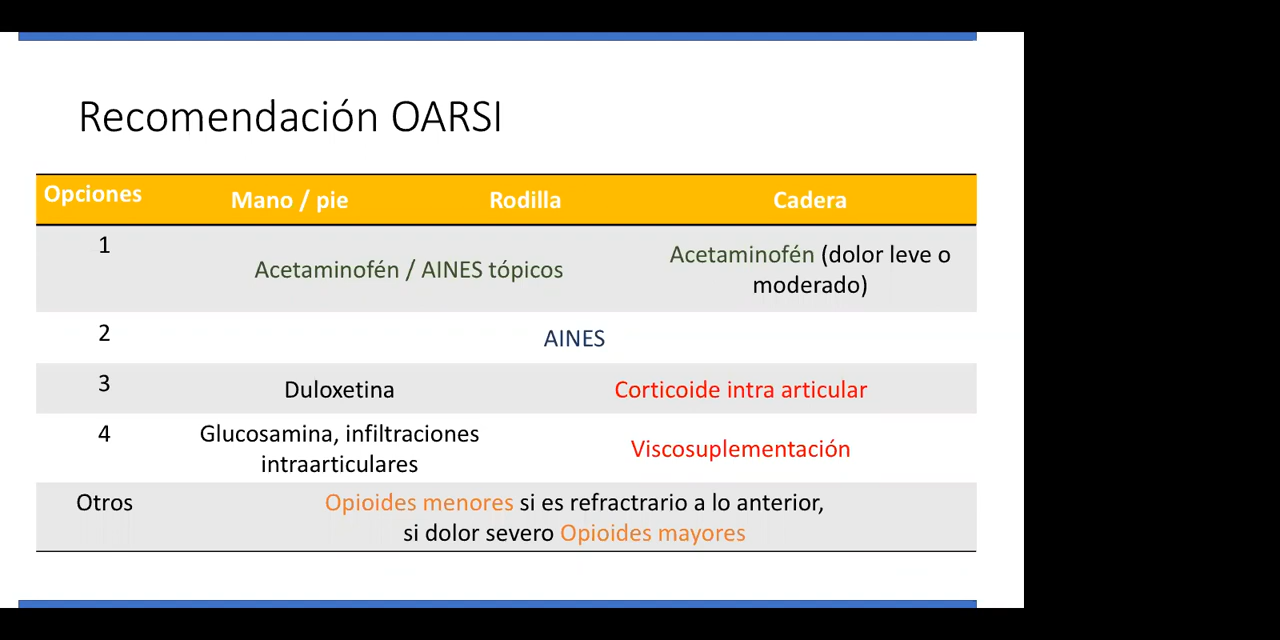 Recomendación OARSI
Opciones Mano / pie Rodilla Cadera
1 Acetaminofén / AINES tópicos Acetaminofén (dolor leve o
moderado)
2 AINES
3 Duloxetina Corticoide intra articular
4 Glucosamina, infiltraciones
intraarticulares Viscosuplementación
Otros Opioides menores si es refractrario a lo anterior,
si dolor severo Opioides mayores